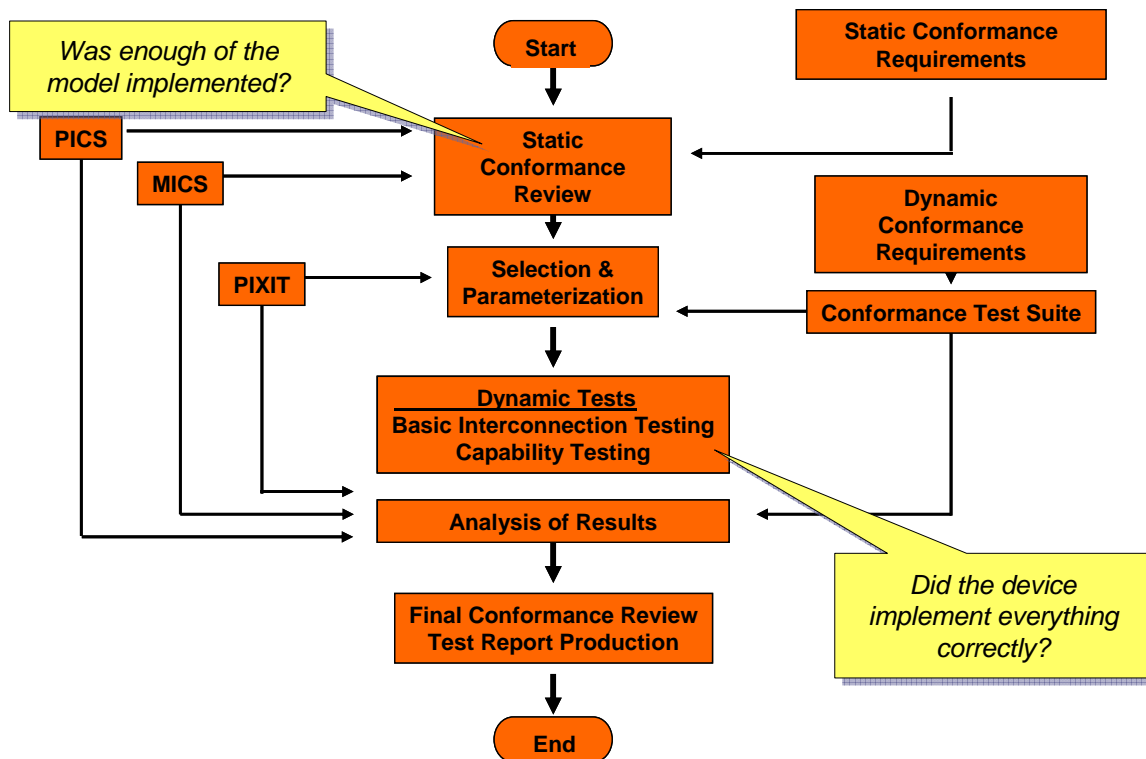 Was enough of the
model implemented?
Start
Static Conformance
Requirements
PICS
Static
Conformance
Review
MICS
Dynamic
Conformance
Requirements
PIXIT
Selection &
Parameterization
Conformance Test Suite
Dynamic Tests
Basic Interconnection Testing
Capability Testing
Analysis of Results
Did the device
implement everything
correctly?
Final Conformance Review
Test Report Production
End